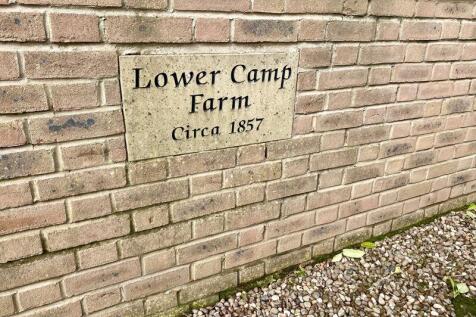 Lower Camp
Farm
Circa 1857